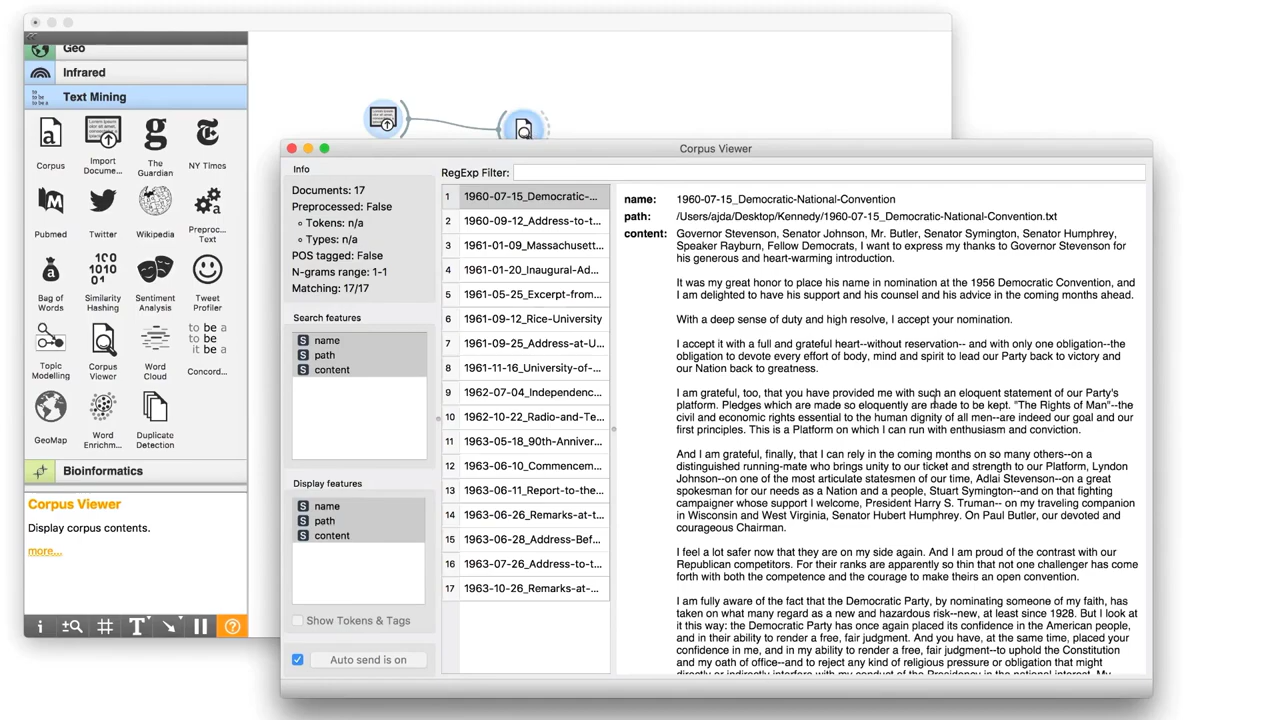 Geo
Infrared
Text Mining
Corpus
Import Docume...
The Guardian
NY Times
Pubmed
Twitter
Wikipedia
Preproc... Text
Bag of Words
Similarity Hashing
Sentiment Analysis
Tweet Profiler
Topic Modelling
Corpus Viewer
Word Cloud
Concord...
GeoMap
Word Enrichm...
Duplicate Detection
Bioinformatics
Corpus Viewer
Display corpus contents.
more...
Corpus Viewer
Info
Documents: 17
Preprocessed: False
◦ Tokens: n/a
◦ Types: n/a
POS tagged: False
N-grams range: 1-1
Matching: 17/17
Search features
S name
S path
S content
Display features
S name
S path
S content
Show Tokens & Tags
Auto send is on
RegExp Filter:
1 1960-07-15_Democratic-...
2 1960-09-12_Address-to-t...
3 1961-01-09_Massachusett...
4 1961-01-20_Inaugural-Ad...
5 1961-05-25_Excerpt-from...
6 1961-09-12_Rice-University
7 1961-09-25_Address-at-U...
8 1961-11-16_University-of-...
9 1962-07-04_Independenc...
10 1962-10-22_Radio-and-Te...
11 1963-05-18_90th-Anniver...
12 1963-06-10_Commencem...
13 1963-06-11_Report-to-the...
14 1963-06-26_Remarks-at-t...
15 1963-06-28_Address-Bef...
16 1963-07-26_Address-to-t...
17 1963-10-26_Remarks-at-...
name: 1960-07-15_Democratic-National-Convention
path: /Users/ajda/Desktop/Kennedy/1960-07-15_Democratic-National-Convention.txt
content: Governor Stevenson, Senator Johnson, Mr. Butler, Senator Symington, Senator Humphrey,
Speaker Rayburn, Fellow Democrats, I want to express my thanks to Governor Stevenson for
his generous and heart-warming introduction.
It was my great honor to place his name in nomination at the 1956 Democratic Convention, and
I am delighted to have his support and his counsel and his advice in the coming months ahead.
With a deep sense of duty and high resolve, I accept your nomination.
I accept it with a full and grateful heart--without reservation-- and with only one obligation--the
obligation to devote every effort of body, mind and spirit to lead our Party back to victory and
our Nation back to greatness.
I am grateful, too, that you have provided me with such an eloquent statement of our Party's
platform. Pledges which are made so eloquently are made to be kept. "The Rights of Man"--the
civil and economic rights essential to the human dignity of all men--are indeed our goal and our
first principles. This is a Platform on which I can run with enthusiasm and conviction.
And I am grateful, finally, that I can rely in the coming months on so many others--on a
distinguished running-mate who brings unity to our ticket and strength to our Platform, Lyndon
Johnson--on one of the most articulate statesmen of our time, Adlai Stevenson--on a great
spokesman for our needs as a Nation and a people, Stuart Symington--and on that fighting
campaigner whose support I welcome, President Harry S. Truman-- on my traveling companion
in Wisconsin and West Virginia, Senator Hubert Humphrey. On Paul Butler, our devoted and
courageous Chairman.
I feel a lot safer now that they are on my side again. And I am proud of the contrast with our
Republican competitors. For their ranks are apparently so thin that not one challenger has come
forth with both the competence and the courage to make theirs an open convention.
I am fully aware of the fact that the Democratic Party, by nominating someone of my faith, has
taken on what many regard as a new and hazardous risk--new, at least since 1928. But I look at
it this way: the Democratic Party has once again placed its confidence in the American people,
and in their ability to render a free, fair judgment. And you have, at the same time, placed your
confidence in me, and in my ability to render a free, fair judgment--to uphold the Constitution
and my oath of office--and to reject any kind of religious pressure or obligation that might
directly or indirectly interfere with my conduct of the Presidency in the national interest. My